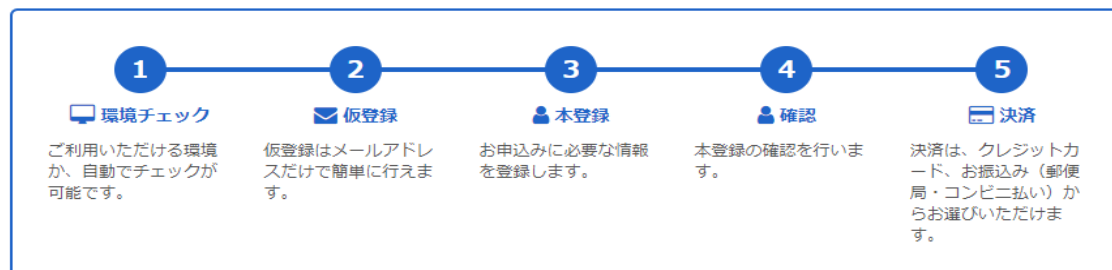 1
2
3
4
5
環境チェック
仮登録
本登録
確認
決済
ご利用いただける環境
か、自動でチェックが
可能です。
仮登録はメールアドレ
スだけで簡単に行えま
す。
お申込みに必要な情報
を登録します。
本登録の確認を行いま
す。
決済は、クレジットカ
ード、お振込み（郵便
局・コンビニ払い）か
らお選びいただけま
す。